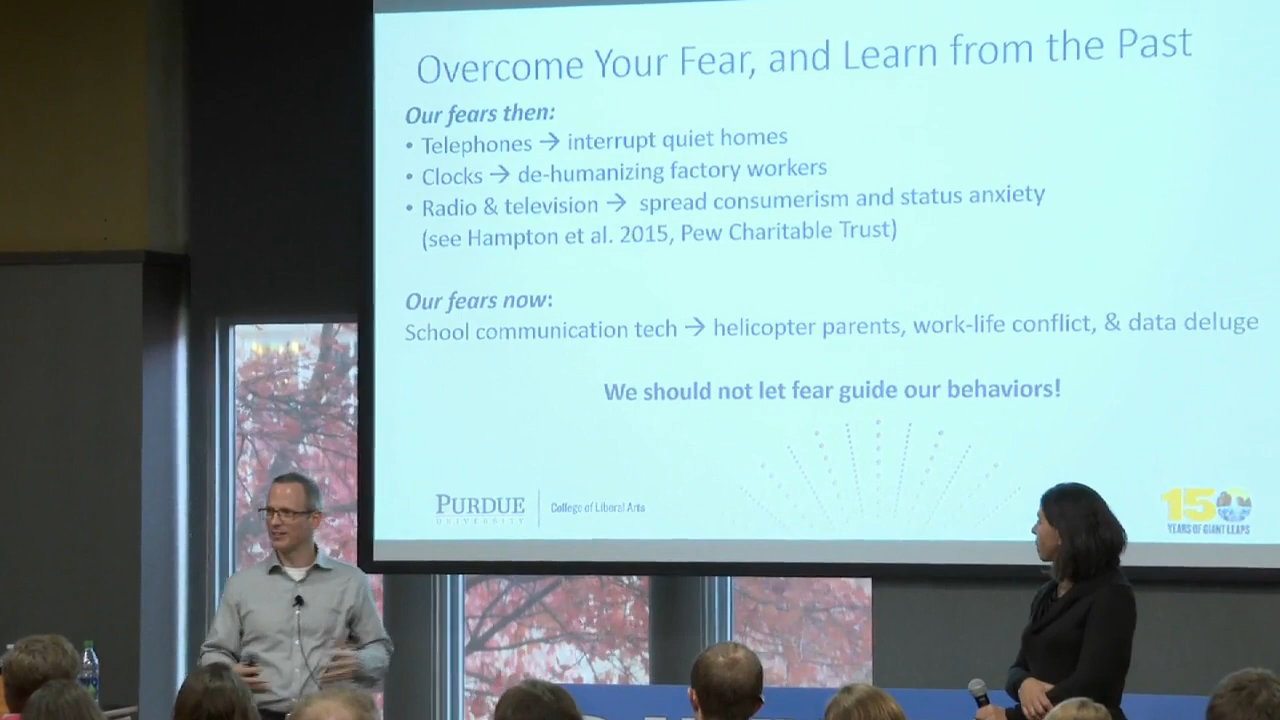 Overcome Your Fear, and Learn from the Past
Our fears then:
• Telephones → interrupt quiet homes
• Clocks → de-humanizing factory workers
• Radio & television → spread consumerism and status anxiety
(see Hampton et al. 2015, Pew Charitable Trust)
Our fears now:
School communication tech → helicopter parents, work-life conflict, & data deluge
We should not let fear guide our behaviors!
PURDUE
UNIVERSITY
College of Liberal Arts
150
YEARS OF GIANT LEAPS